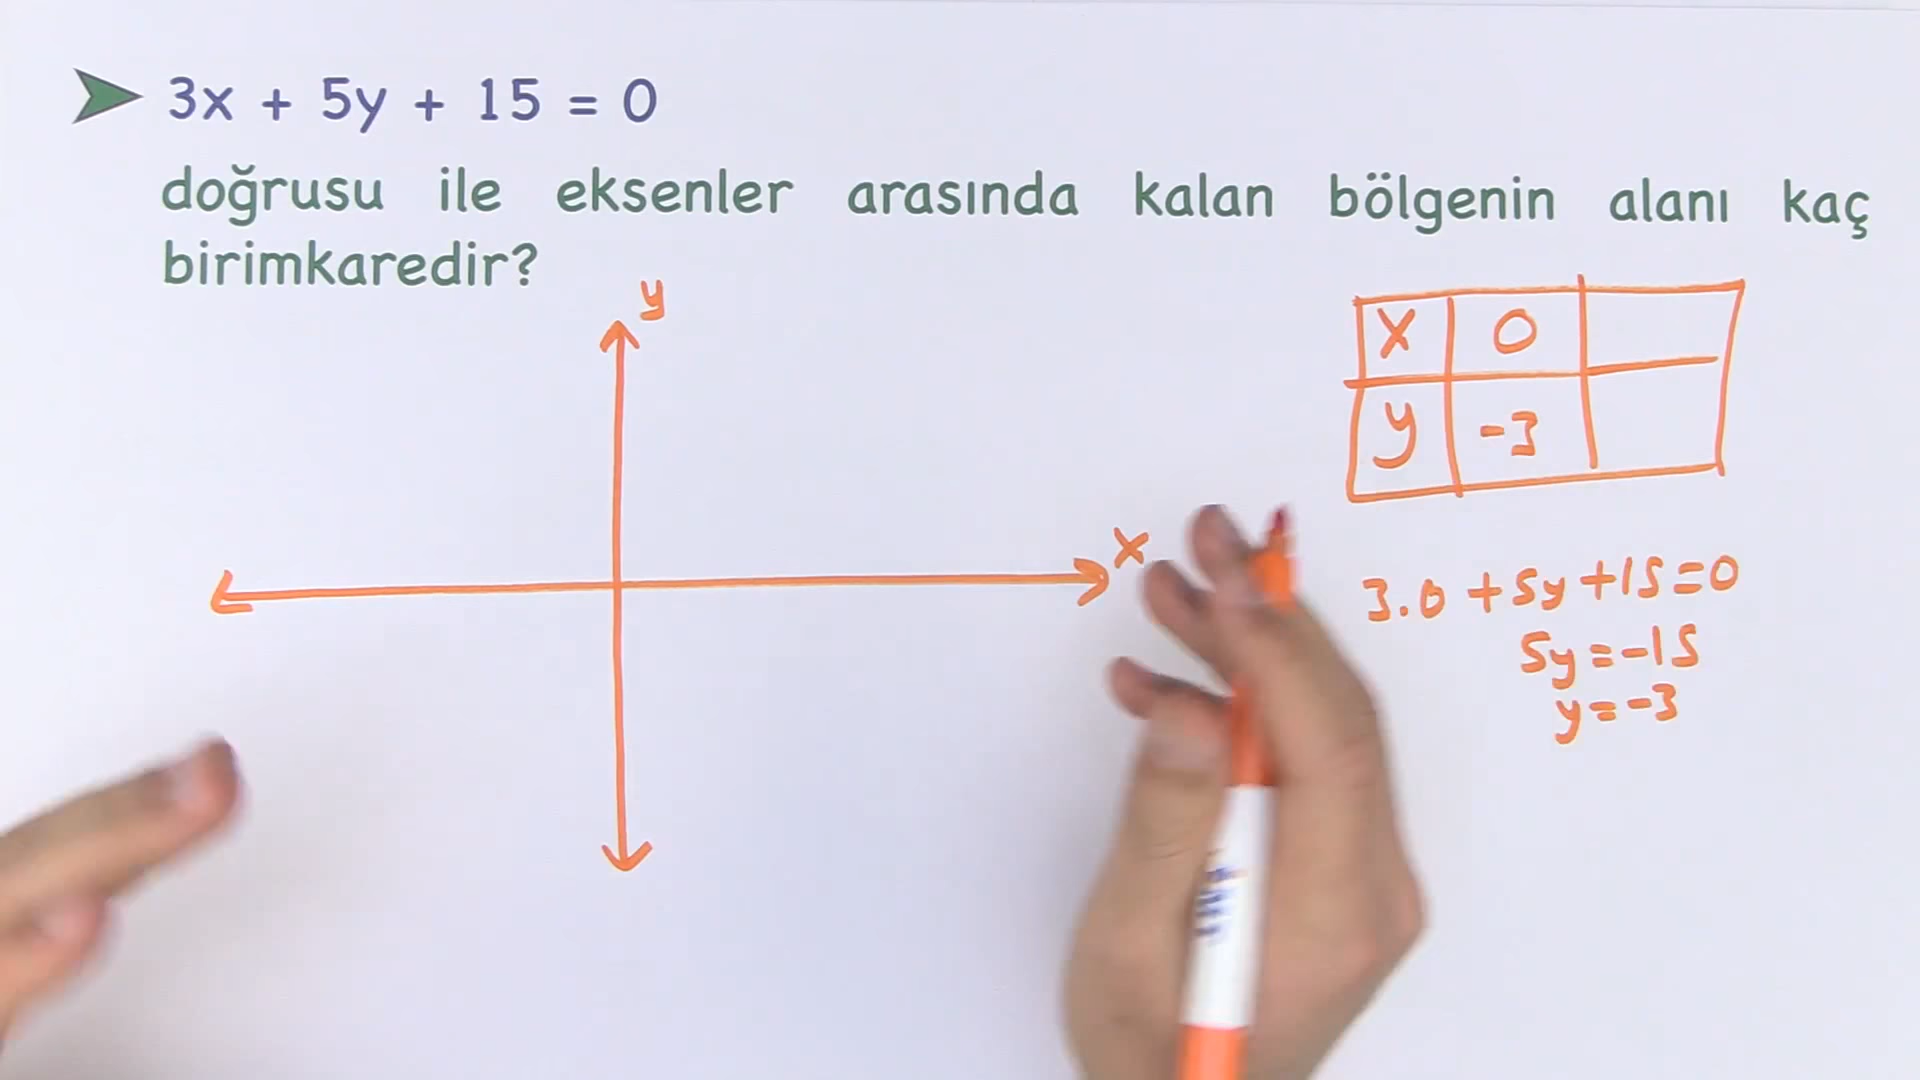 3x + 5y + 15 = 0
doğrusu ile eksenler arasında kalan bölgenin alanı kaç
birimkaredir?
y
x
x 0
y -3
3.0 + 5y + 15 = 0
5y = -15
y = -3